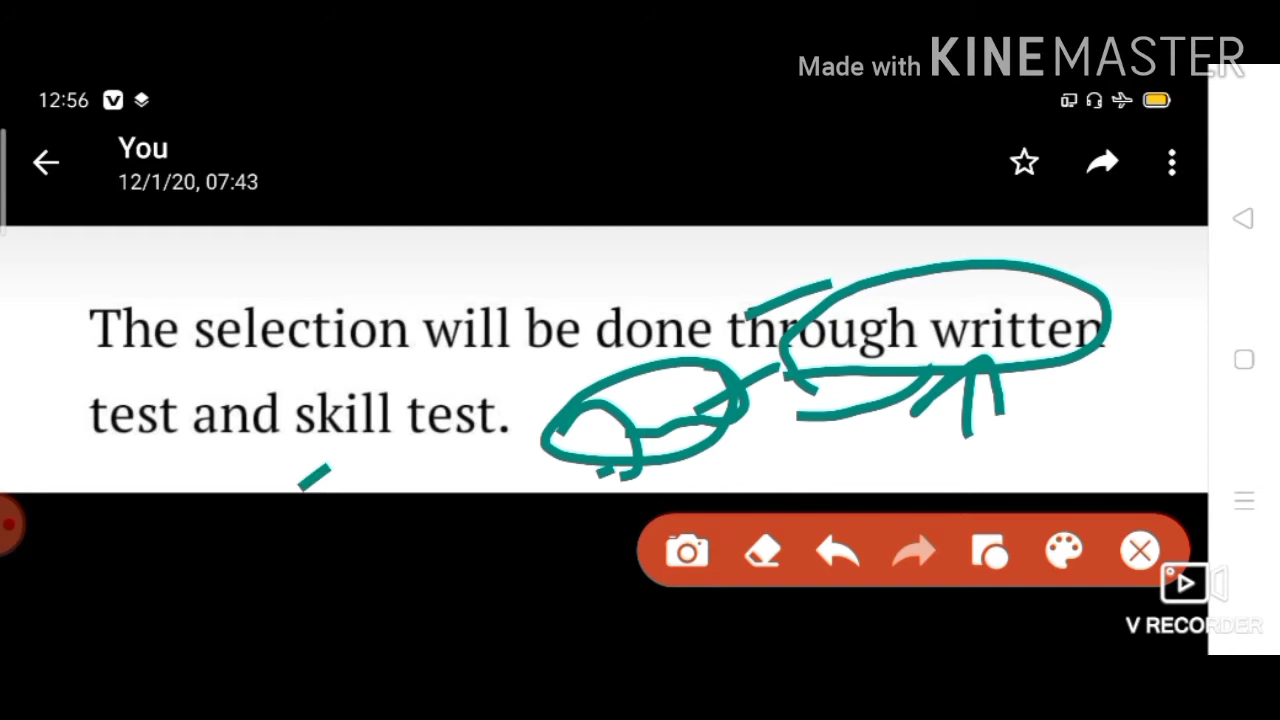 Made with KINEMASTER
12:56
You
12/1/20, 07:43
The selection will be done through written
test and skill test.
V RECORDER